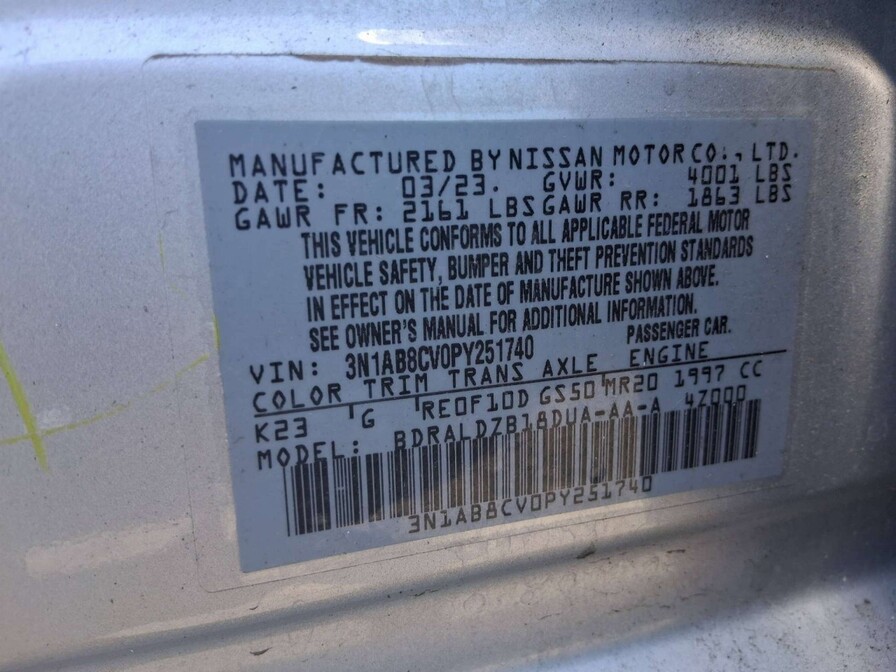 MANUFACTURED BY NISSAN MOTOR CO., LTD.
DATE: 03/23. GVWR: 4001 LBS
GAWR FR: 2161 LBS GAWR RR: 1863 LBS
THIS VEHICLE CONFORMS TO ALL APPLICABLE FEDERAL MOTOR
VEHICLE SAFETY, BUMPER AND THEFT PREVENTION STANDARDS
IN EFFECT ON THE DATE OF MANUFACTURE SHOWN ABOVE.
SEE OWNER'S MANUAL FOR ADDITIONAL INFORMATION.
VIN: 3N1AB8CV0PY251740 PASSENGER CAR.
COLOR TRIM TRANS AXLE ENGINE
K23 'G 'RE0F10D GS50 'MR20 1997 CC
MODEL: BDRALDZB18DUA-AA-A 4Z000
3N1AB8CV0PY251740